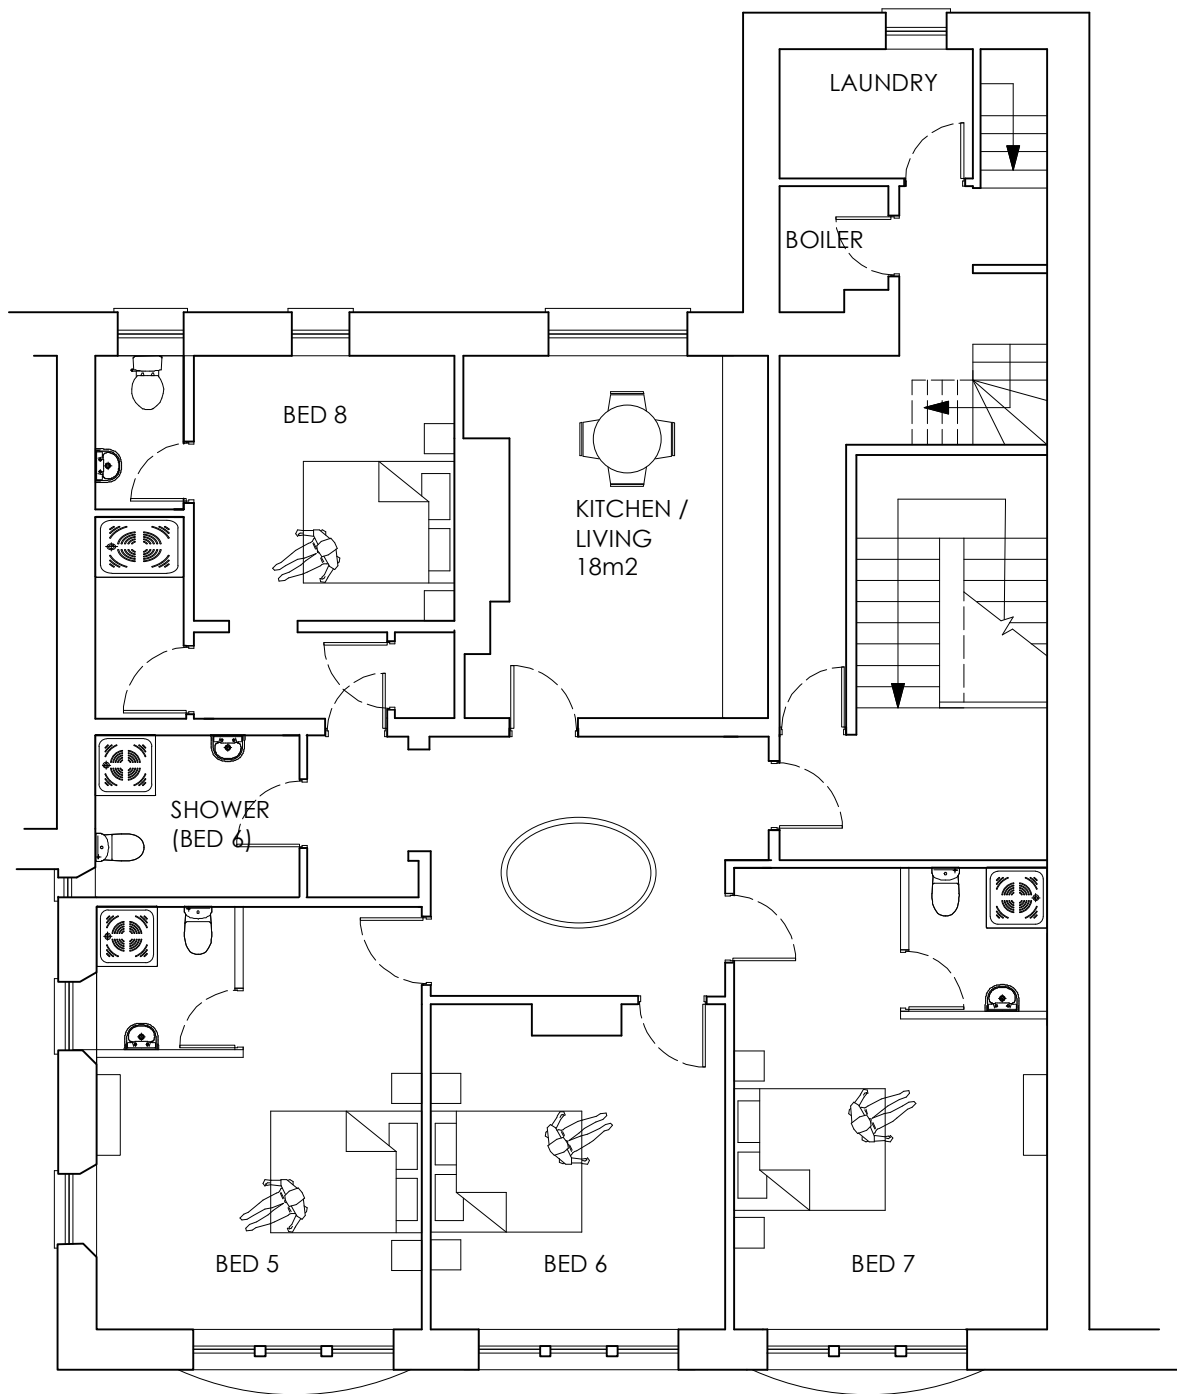 LAUNDRY
BOILER
BED 8
KITCHEN /
LIVING
18m2
SHOWER
(BED 6)
BED 5
BED 6
BED 7